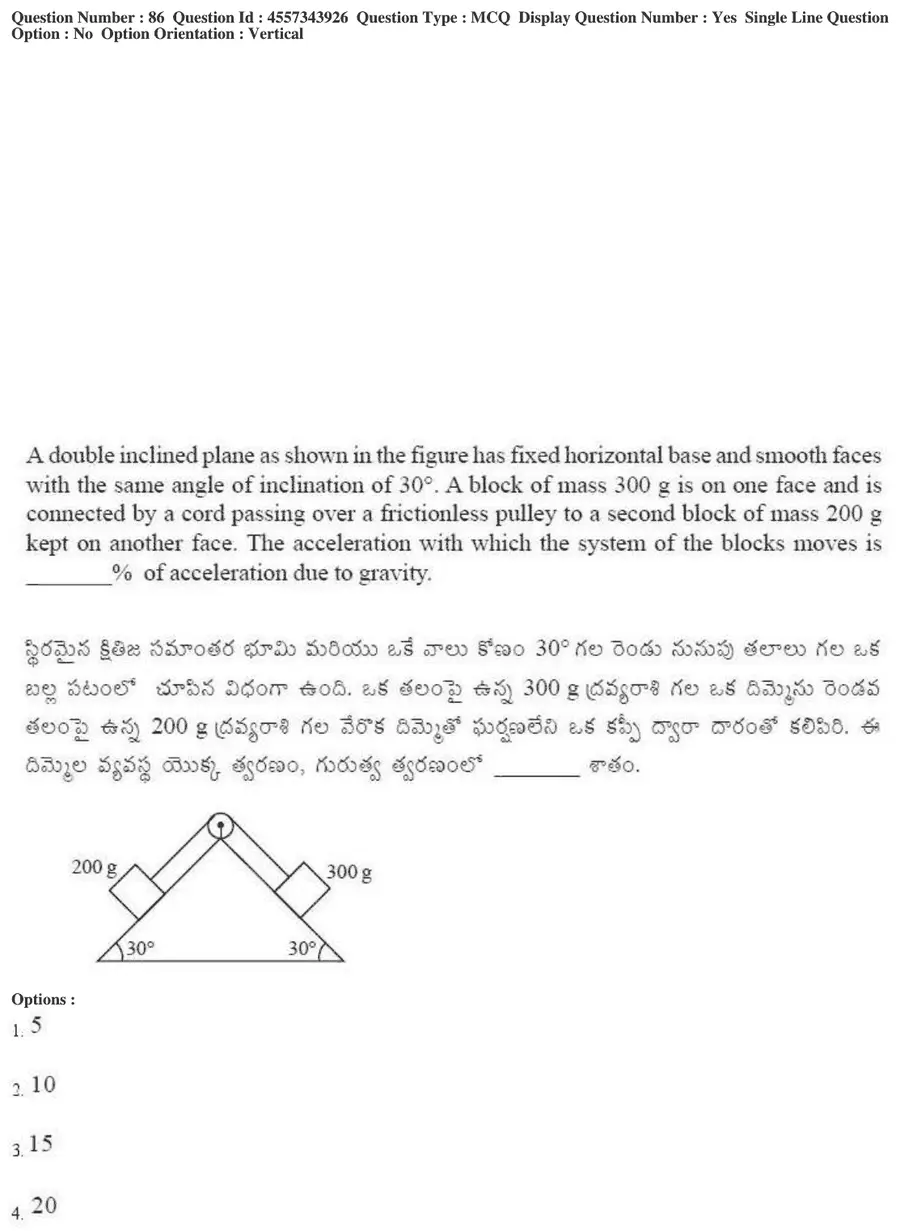 Question Number : 86 Question Id : 4557343926 Question Type : MCQ Display Question Number : Yes Single Line Question
Option : No Option Orientation : Vertical
A double inclined plane as shown in the figure has fixed horizontal base and smooth faces
with the same angle of inclination of 30°. A block of mass 300 g is on one face and is
connected by a cord passing over a frictionless pulley to a second block of mass 200 g
kept on another face. The acceleration with which the system of the blocks moves is
_______% of acceleration due to gravity.
స్థిరమైన క్షితిజ సమాంతర భూమి మరియు ఒకే వాలు కోణం 30° గల రెండు నునుపు తలాలు గల ఒక
బల్ల పటంలో చూపిన విధంగా ఉంది. ఒక తలంపై ఉన్న 300 g ద్రవ్యరాశి గల ఒక దిమ్మెను రెండవ
తలంపై ఉన్న 200 g ద్రవ్యరాశి గల వేరొక దిమ్మెతో ఘర్షణలేని ఒక కప్పీ ద్వారా దారంతో కలిపిరి. ఈ
దిమ్మెల వ్యవస్థ యొక్క త్వరణం, గురుత్వ త్వరణంలో _______ శాతం.
200 g 300 g
30° 30°
Options :
1. 5
2. 10
3. 15
4. 20